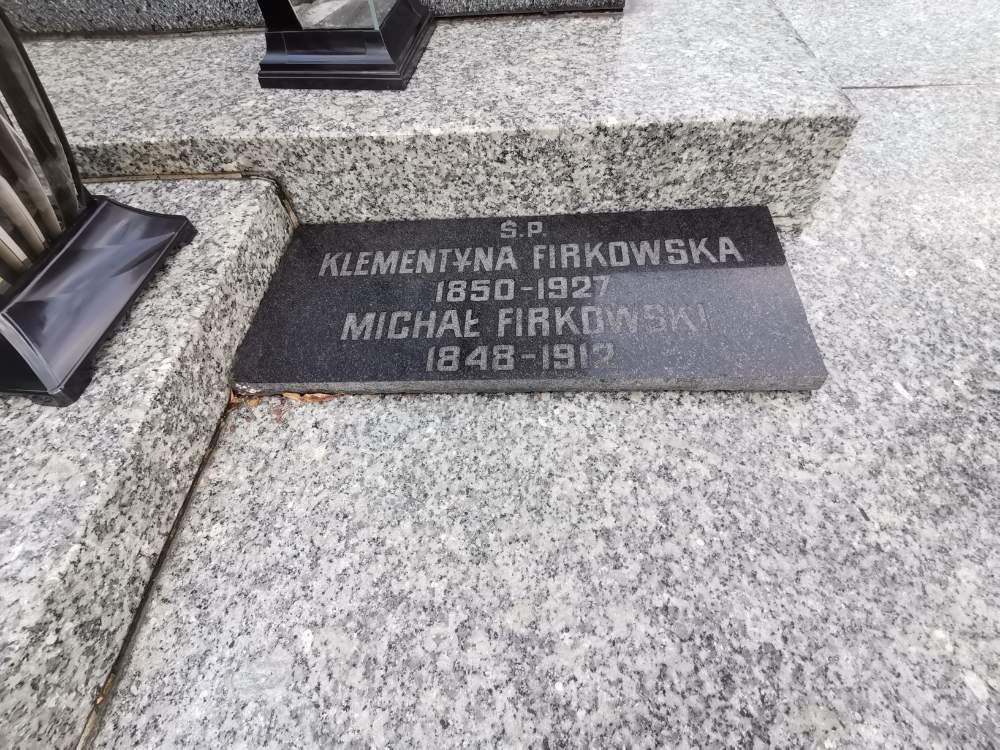 Ś.P.
KLEMENTYNA FIRKOWSKA
1850-1927
MICHAŁ FIRKOWSKI
1848-1912